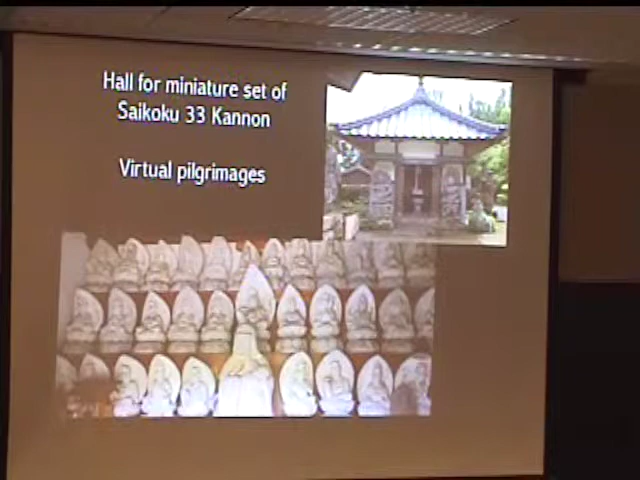 Hall for miniature set of
Saikoku 33 Kannon
Virtual pilgrimages